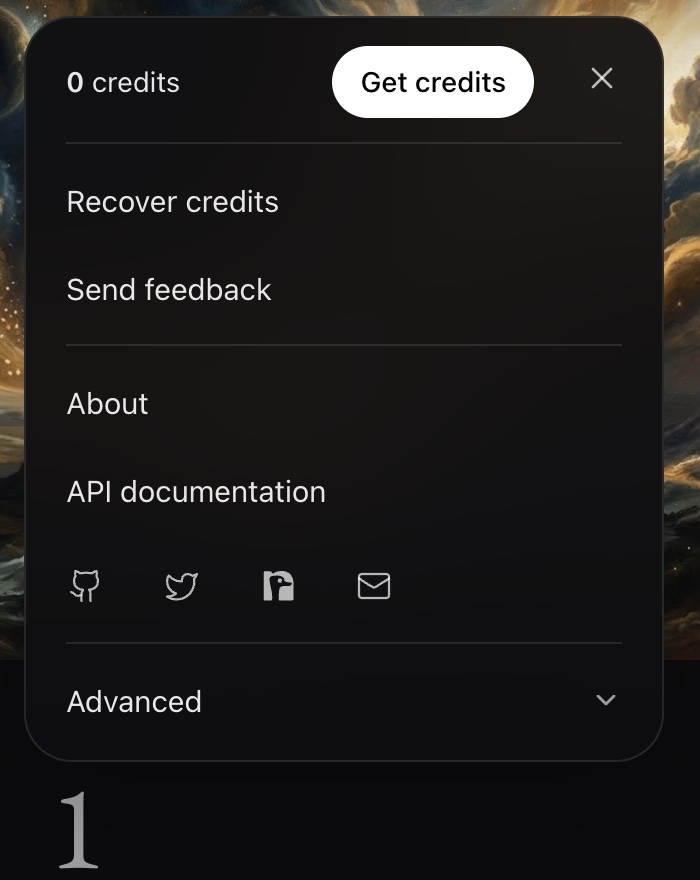 0 credits
Get credits
Recover credits
Send feedback
About
API documentation
Advanced
1